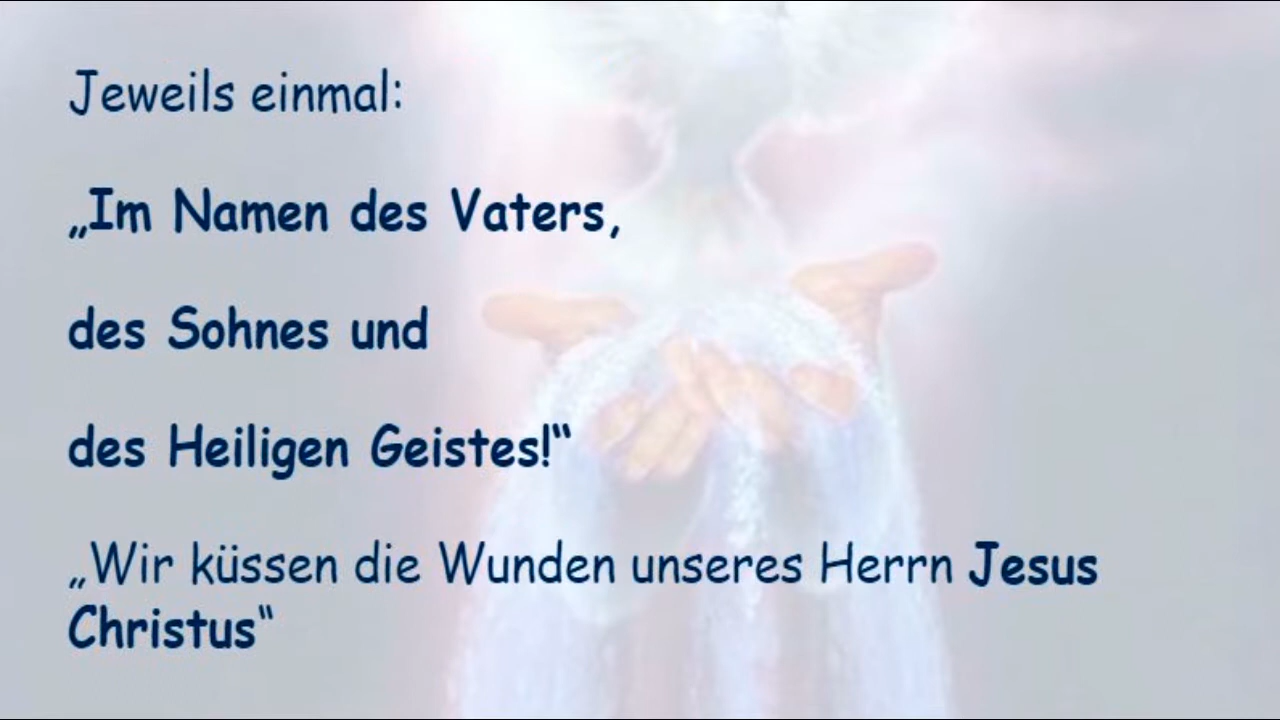 Jeweils einmal:
„Im Namen des Vaters,
des Sohnes und
des Heiligen Geistes!“
„Wir küssen die Wunden unseres Herrn Jesus
Christus“